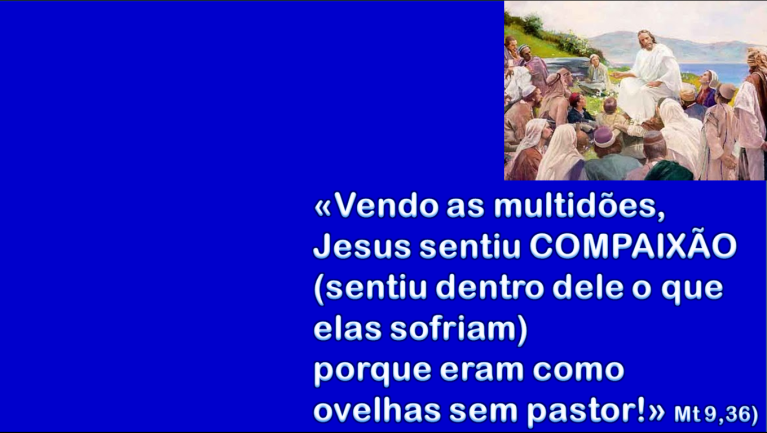 «Vendo as multidões,
Jesus sentiu COMPAIXÃO
(sentiu dentro dele o que
elas sofriam)
porque eram como
ovelhas sem pastor!» Mt 9,36)